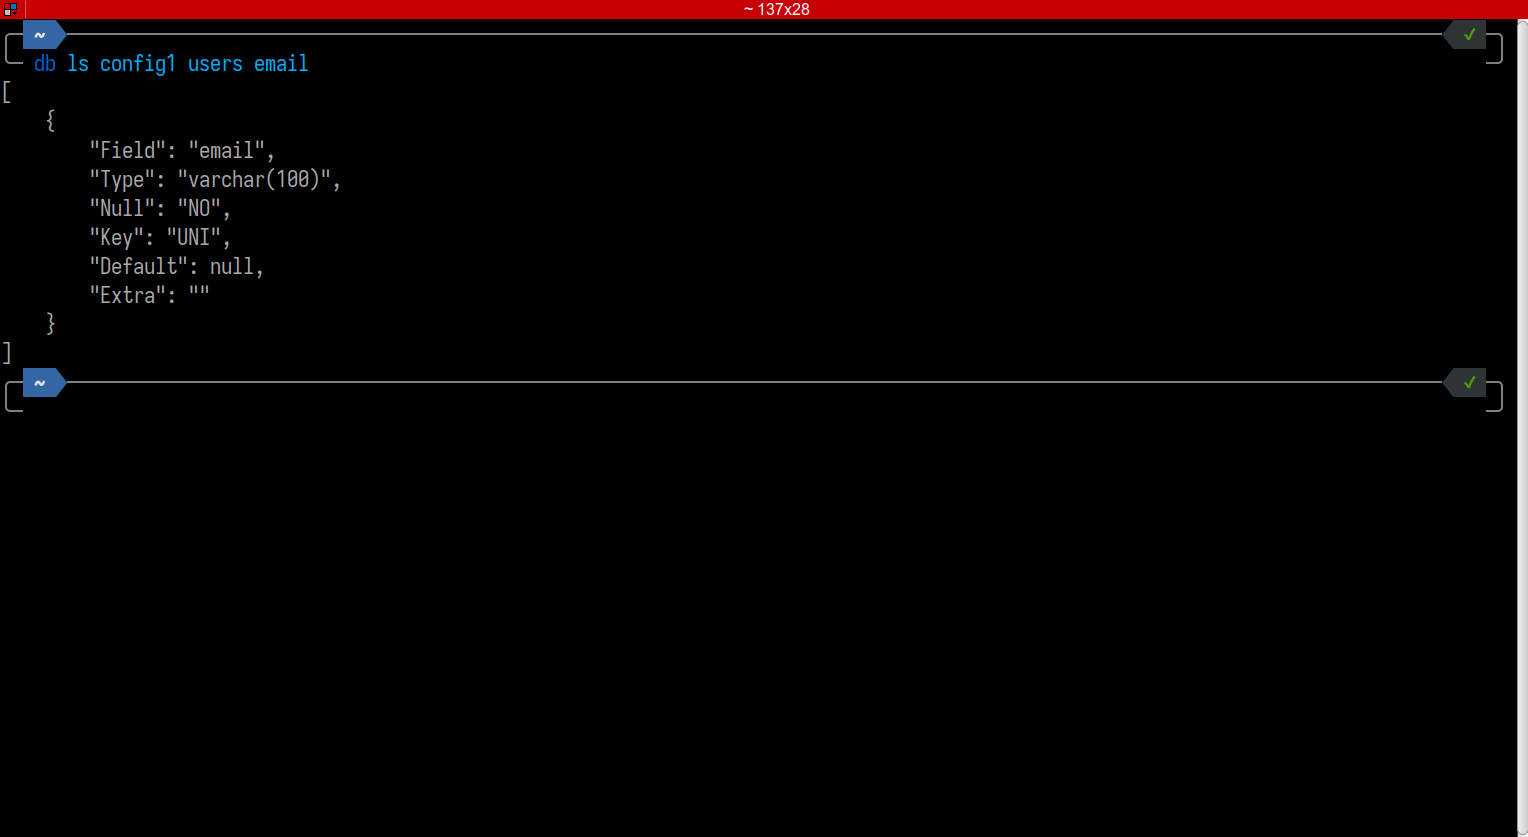 ~ 137x28
~ ✓
db ls config1 users email
[
    {
        "Field": "email",
        "Type": "varchar(100)",
        "Null": "NO",
        "Key": "UNI",
        "Default": null,
        "Extra": ""
    }
]
~ ✓